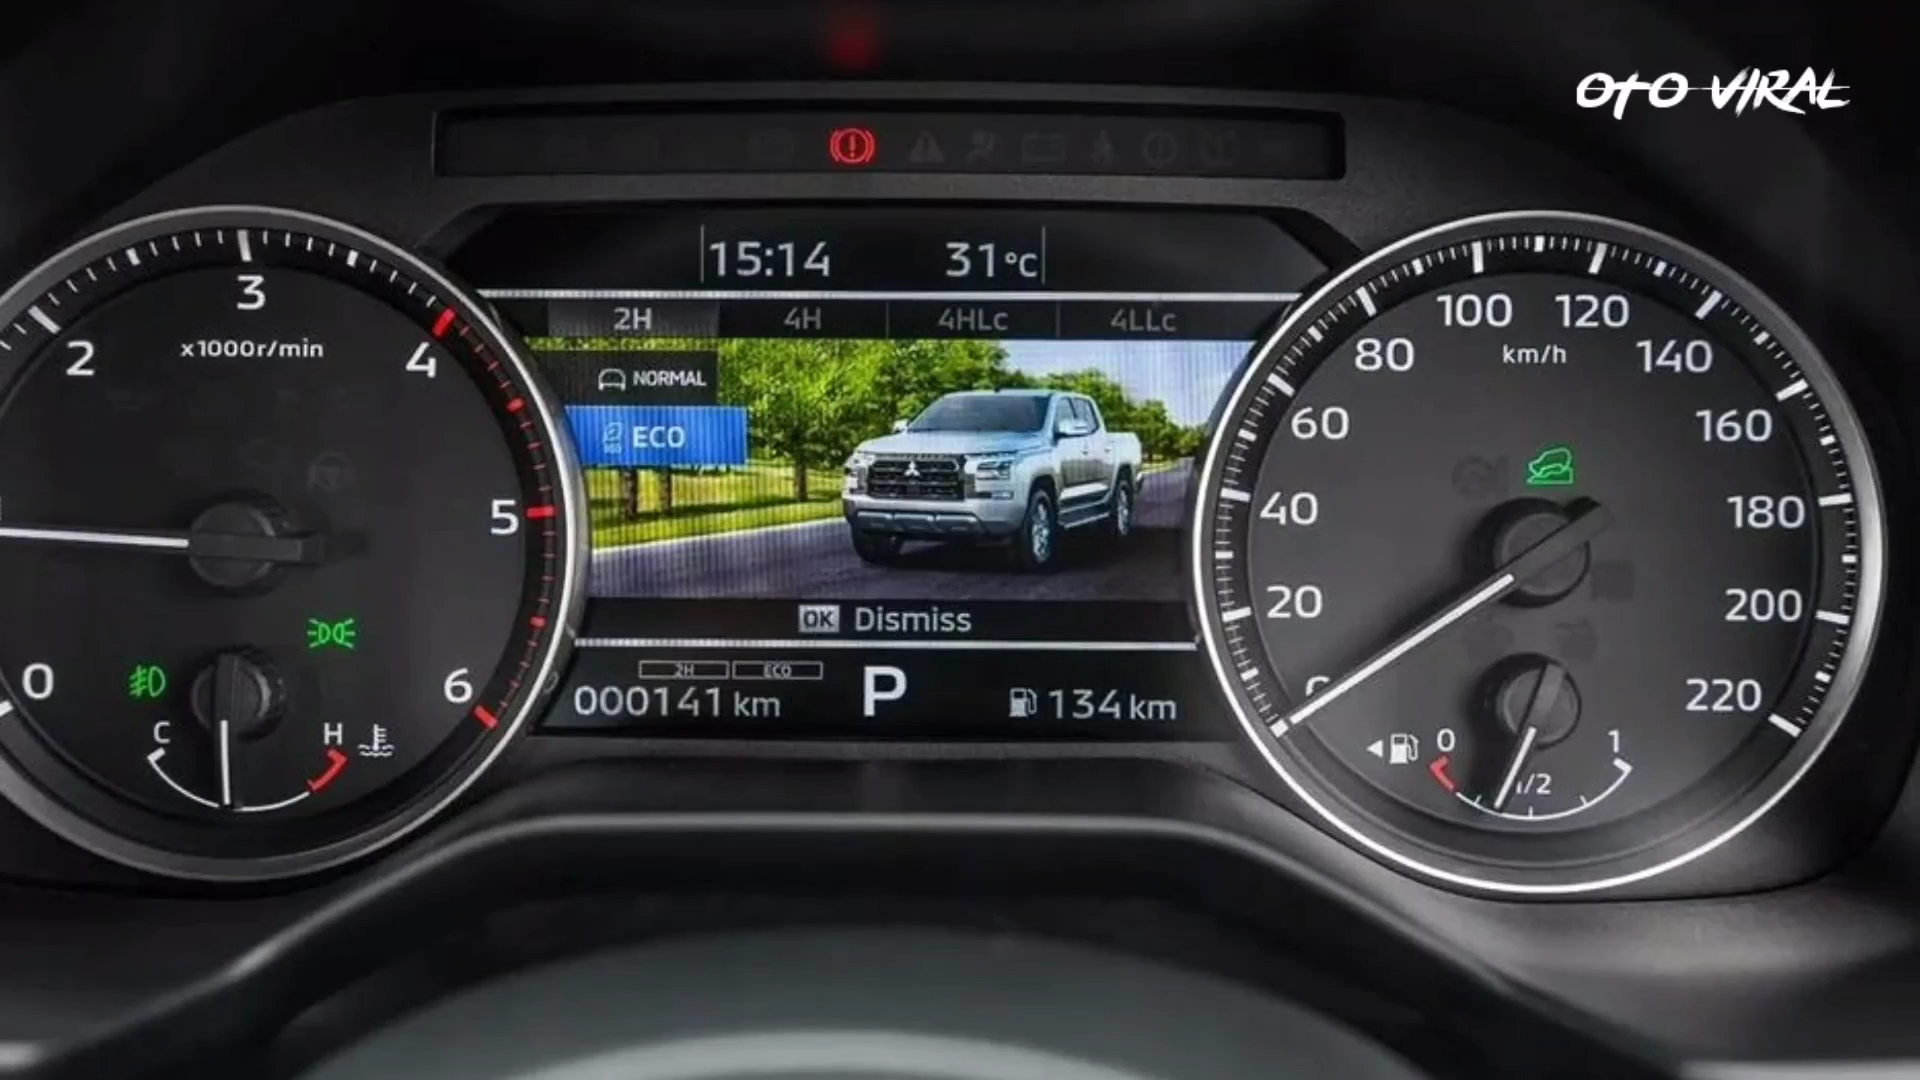 OTO VIRAL
15:14 31°C
2H 4H 4HLc 4LLc
NORMAL
ECO
OK Dismiss
2H ECO
000141 km P 134 km
0 2 3 4 5 6
x1000r/min
C H
0 20 40 60 80 100 120 140 160 180 200 220
km/h
0 1/2 1